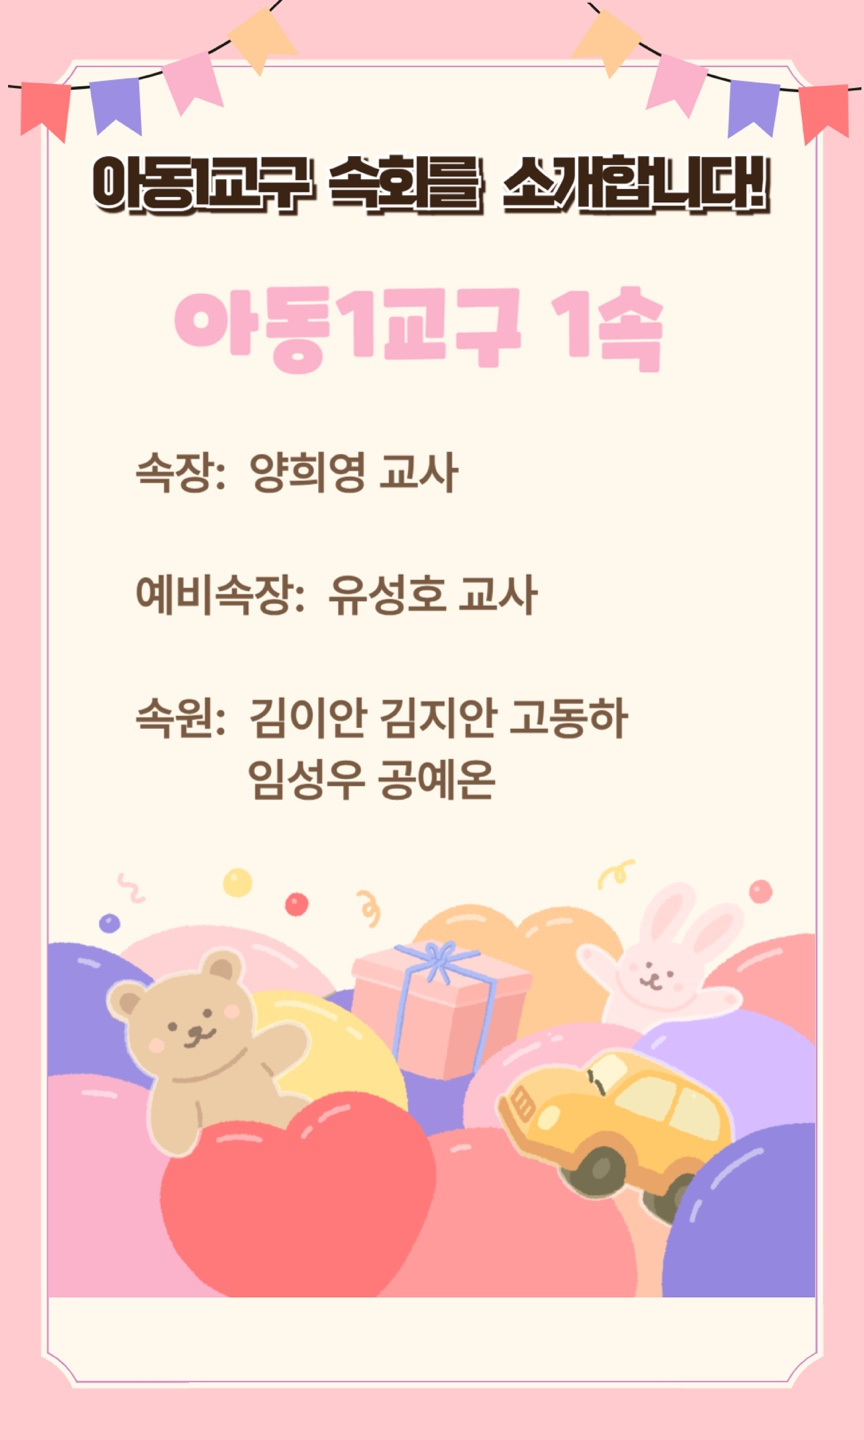 아동1교구 속회를 소개합니다!
아동1교구 1속
속장: 양희영 교사
예비속장: 유성호 교사
속원: 김이안 김지안 고동하
임성우 공예온